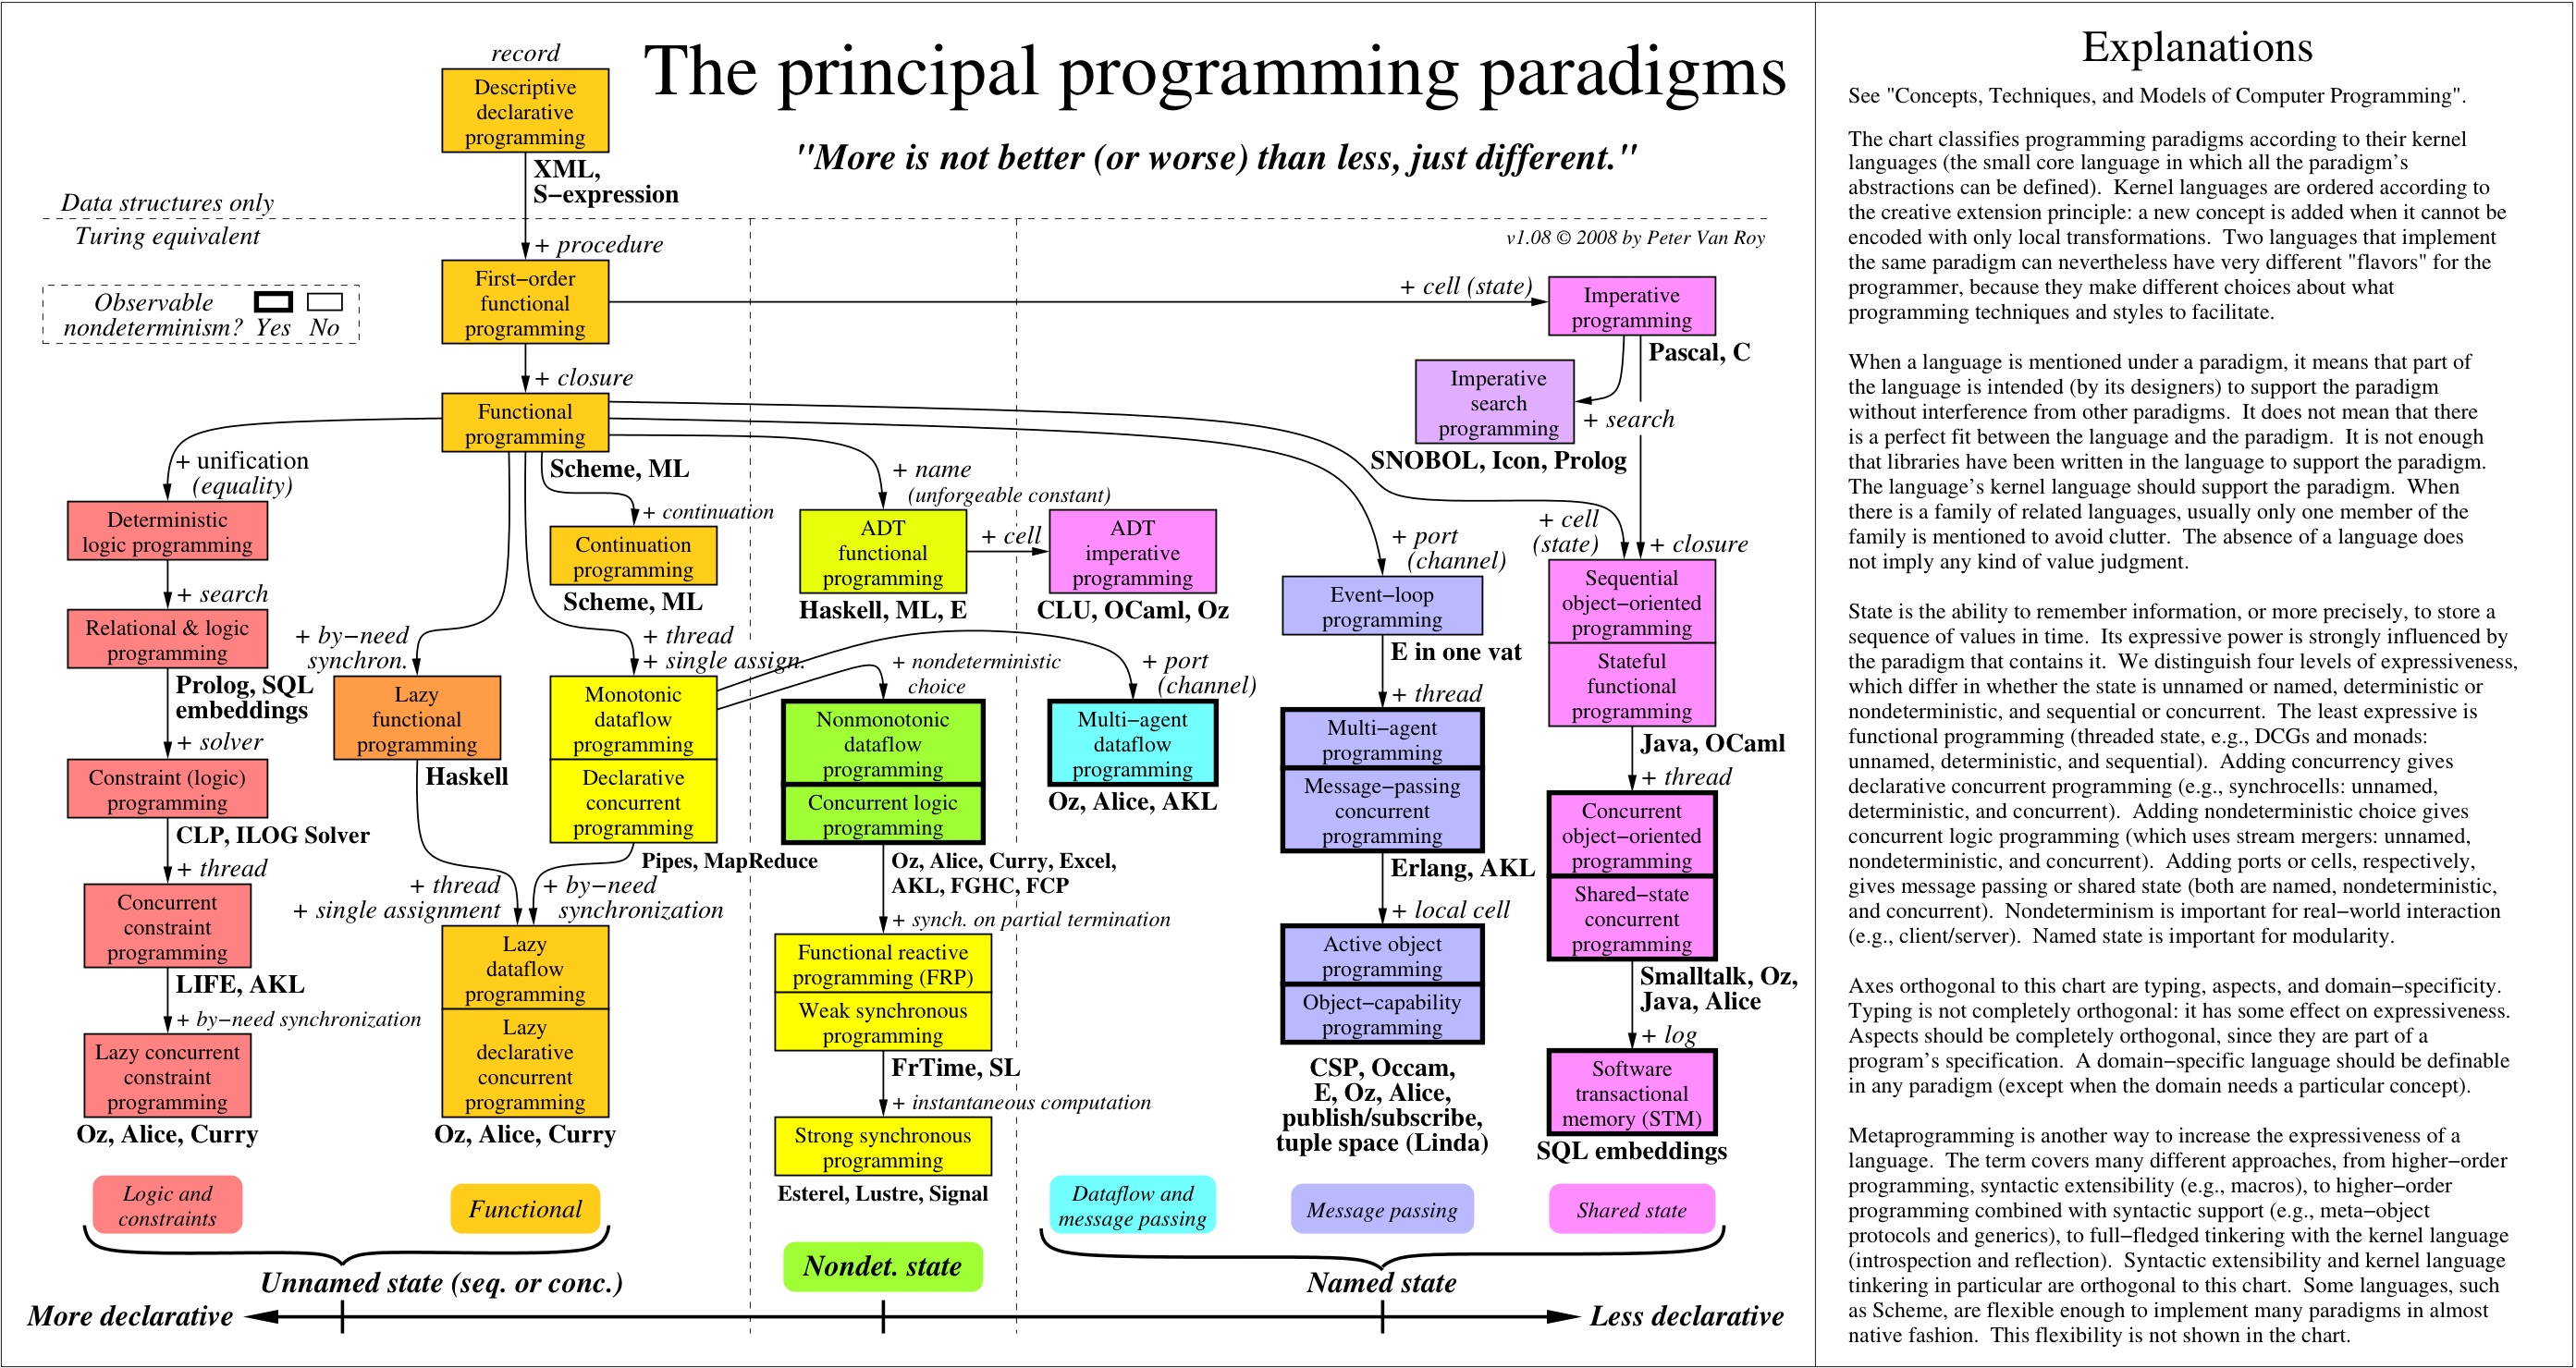 The principal programming paradigms
"More is not better (or worse) than less, just different."
record
Descriptive
declarative
programming
XML,
S−expression
Data structures only
Turing equivalent
+ procedure
v1.08 © 2008 by Peter Van Roy
Observable
nondeterminism? Yes No
First−order
functional
programming
+ cell (state)
Imperative
programming
Pascal, C
+ closure
Imperative
search
programming
+ search
SNOBOL, Icon, Prolog
Functional
programming
Scheme, ML
+ unification
(equality)
Deterministic
logic programming
+ search
Relational & logic
programming
Prolog, SQL
embeddings
+ solver
Constraint (logic)
programming
CLP, ILOG Solver
+ thread
Concurrent
constraint
programming
LIFE, AKL
+ by−need synchronization
Lazy concurrent
constraint
programming
Oz, Alice, Curry
+ continuation
Continuation
programming
Scheme, ML
+ by−need
synchron.
Lazy
functional
programming
Haskell
+ thread
+ single assign.
Monotonic
dataflow
programming
Declarative
concurrent
programming
Pipes, MapReduce
+ thread
+ single assignment
+ by−need
synchronization
Lazy
dataflow
programming
Lazy
declarative
concurrent
programming
Oz, Alice, Curry
+ name
(unforgeable constant)
ADT
functional
programming
Haskell, ML, E
+ cell
ADT
imperative
programming
CLU, OCaml, Oz
+ nondeterministic
choice
Nonmonotonic
dataflow
programming
Concurrent logic
programming
Oz, Alice, Curry, Excel,
AKL, FGHC, FCP
+ synch. on partial termination
Functional reactive
programming (FRP)
Weak synchronous
programming
FrTime, SL
+ instantaneous computation
Strong synchronous
programming
Esterel, Lustre, Signal
+ port
(channel)
Multi−agent
dataflow
programming
Oz, Alice, AKL
+ port
(channel)
Event−loop
programming
E in one vat
+ thread
Multi−agent
programming
Message−passing
concurrent
programming
Erlang, AKL
+ local cell
Active object
programming
Object−capability
programming
CSP, Occam,
E, Oz, Alice,
publish/subscribe,
tuple space (Linda)
+ cell
(state)
+ closure
Sequential
object−oriented
programming
Stateful
functional
programming
Java, OCaml
+ thread
Concurrent
object−oriented
programming
Shared−state
concurrent
programming
Smalltalk, Oz,
Java, Alice
+ log
Software
transactional
memory (STM)
SQL embeddings
Logic and
constraints
Functional
Dataflow and
message passing
Message passing
Shared state
Unnamed state (seq. or conc.)
Nondet. state
Named state
More declarative
Less declarative
Explanations
See "Concepts, Techniques, and Models of Computer Programming".
The chart classifies programming paradigms according to their kernel
languages (the small core language in which all the paradigm's
abstractions can be defined). Kernel languages are ordered according to
the creative extension principle: a new concept is added when it cannot be
encoded with only local transformations. Two languages that implement
the same paradigm can nevertheless have very different "flavors" for the
programmer, because they make different choices about what
programming techniques and styles to facilitate.
When a language is mentioned under a paradigm, it means that part of
the language is intended (by its designers) to support the paradigm
without interference from other paradigms. It does not mean that there
is a perfect fit between the language and the paradigm. It is not enough
that libraries have been written in the language to support the paradigm.
The language's kernel language should support the paradigm. When
there is a family of related languages, usually only one member of the
family is mentioned to avoid clutter. The absence of a language does
not imply any kind of value judgment.
State is the ability to remember information, or more precisely, to store a
sequence of values in time. Its expressive power is strongly influenced by
the paradigm that contains it. We distinguish four levels of expressiveness,
which differ in whether the state is unnamed or named, deterministic or
nondeterministic, and sequential or concurrent. The least expressive is
functional programming (threaded state, e.g., DCGs and monads:
unnamed, deterministic, and sequential). Adding concurrency gives
declarative concurrent programming (e.g., synchrocells: unnamed,
deterministic, and concurrent). Adding nondeterministic choice gives
concurrent logic programming (which uses stream mergers: unnamed,
nondeterministic, and concurrent). Adding ports or cells, respectively,
gives message passing or shared state (both are named, nondeterministic,
and concurrent). Nondeterminism is important for real−world interaction
(e.g., client/server). Named state is important for modularity.
Axes orthogonal to this chart are typing, aspects, and domain−specificity.
Typing is not completely orthogonal: it has some effect on expressiveness.
Aspects should be completely orthogonal, since they are part of a
program's specification. A domain−specific language should be definable
in any paradigm (except when the domain needs a particular concept).
Metaprogramming is another way to increase the expressiveness of a
language. The term covers many different approaches, from higher−order
programming, syntactic extensibility (e.g., macros), to higher−order
programming combined with syntactic support (e.g., meta−object
protocols and generics), to full−fledged tinkering with the kernel language
(introspection and reflection). Syntactic extensibility and kernel language
tinkering in particular are orthogonal to this chart. Some languages, such
as Scheme, are flexible enough to implement many paradigms in almost
native fashion. This flexibility is not shown in the chart.